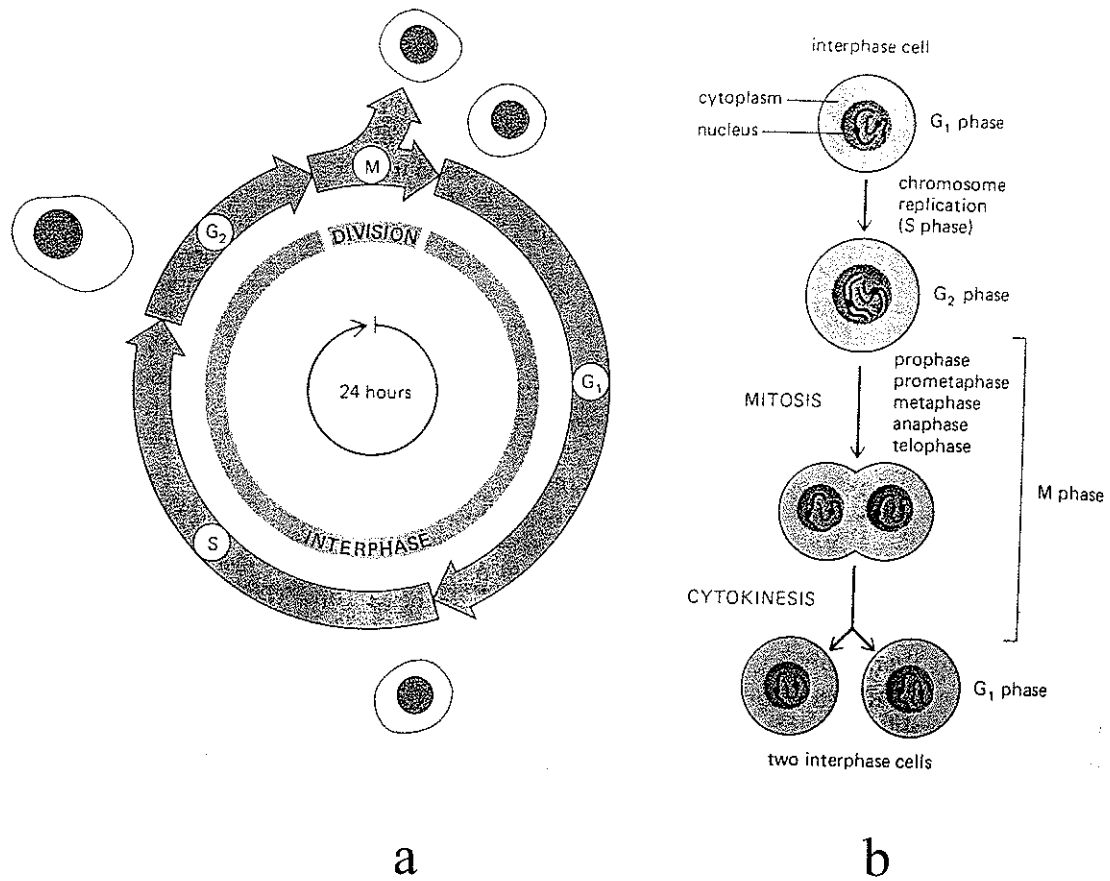 M
G₂
DIVISION
24 hours
G₁
S
INTERPHASE
a
interphase cell
cytoplasm
nucleus
G₁ phase
chromosome
replication
(S phase)
G₂ phase
MITOSIS
prophase
prometaphase
metaphase
anaphase
telophase
M phase
CYTOKINESIS
G₁ phase
two interphase cells
b